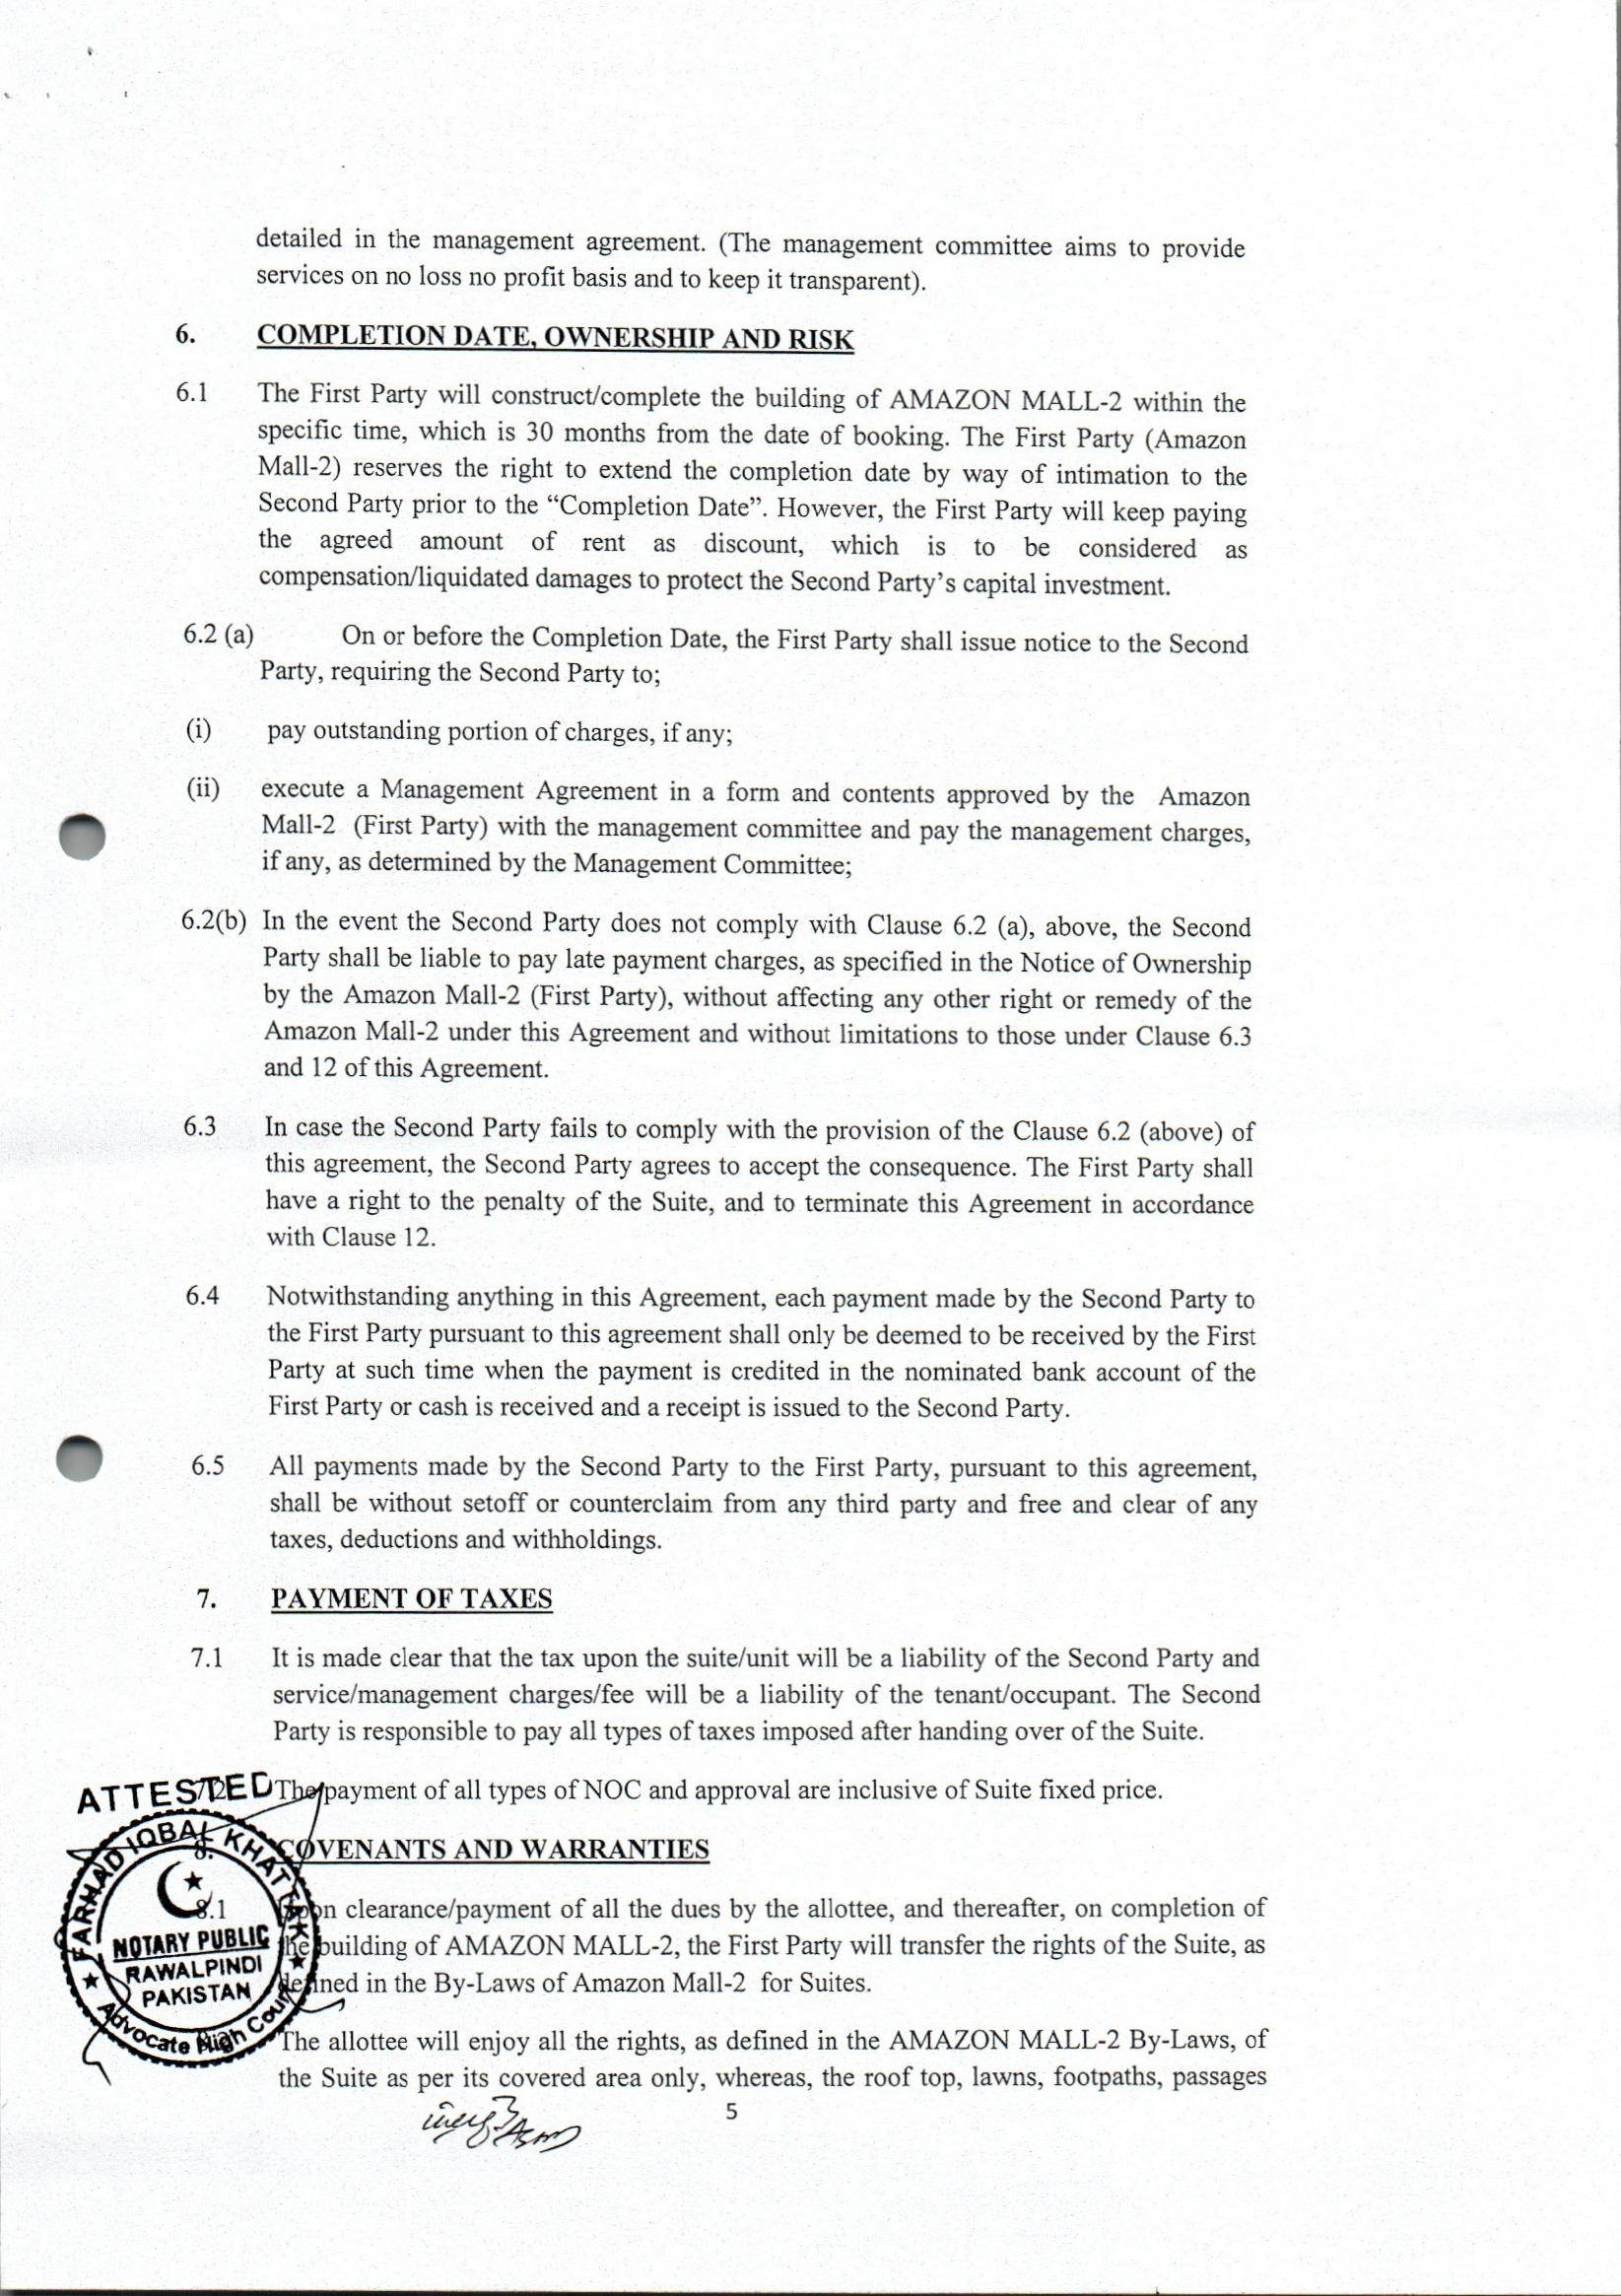 detailed in the management agreement. (The management committee aims to provide
services on no loss no profit basis and to keep it transparent).
6. COMPLETION DATE, OWNERSHIP AND RISK
6.1 The First Party will construct/complete the building of AMAZON MALL-2 within the
specific time, which is 30 months from the date of booking. The First Party (Amazon
Mall-2) reserves the right to extend the completion date by way of intimation to the
Second Party prior to the “Completion Date”. However, the First Party will keep paying
the agreed amount of rent as discount, which is to be considered as
compensation/liquidated damages to protect the Second Party’s capital investment.
6.2 (a) On or before the Completion Date, the First Party shall issue notice to the Second
Party, requiring the Second Party to;
(i) pay outstanding portion of charges, if any;
(ii) execute a Management Agreement in a form and contents approved by the Amazon
Mall-2 (First Party) with the management committee and pay the management charges,
if any, as determined by the Management Committee;
6.2(b) In the event the Second Party does not comply with Clause 6.2 (a), above, the Second
Party shall be liable to pay late payment charges, as specified in the Notice of Ownership
by the Amazon Mall-2 (First Party), without affecting any other right or remedy of the
Amazon Mall-2 under this Agreement and without limitations to those under Clause 6.3
and 12 of this Agreement.
6.3 In case the Second Party fails to comply with the provision of the Clause 6.2 (above) of
this agreement, the Second Party agrees to accept the consequence. The First Party shall
have a right to the penalty of the Suite, and to terminate this Agreement in accordance
with Clause 12.
6.4 Notwithstanding anything in this Agreement, each payment made by the Second Party to
the First Party pursuant to this agreement shall only be deemed to be received by the First
Party at such time when the payment is credited in the nominated bank account of the
First Party or cash is received and a receipt is issued to the Second Party.
6.5 All payments made by the Second Party to the First Party, pursuant to this agreement,
shall be without setoff or counterclaim from any third party and free and clear of any
taxes, deductions and withholdings.
7. PAYMENT OF TAXES
7.1 It is made clear that the tax upon the suite/unit will be a liability of the Second Party and
service/management charges/fee will be a liability of the tenant/occupant. The Second
Party is responsible to pay all types of taxes imposed after handing over of the Suite.
7.2 The payment of all types of NOC and approval are inclusive of Suite fixed price.
8. COVENANTS AND WARRANTIES
8.1 Upon clearance/payment of all the dues by the allottee, and thereafter, on completion of
the building of AMAZON MALL-2, the First Party will transfer the rights of the Suite, as
defined in the By-Laws of Amazon Mall-2 for Suites.
The allottee will enjoy all the rights, as defined in the AMAZON MALL-2 By-Laws, of
the Suite as per its covered area only, whereas, the roof top, lawns, footpaths, passages
5
ATTESTED
FARHAD IQBAL KHATTAK
NOTARY PUBLIC
RAWALPINDI
PAKISTAN
Advocate High Court